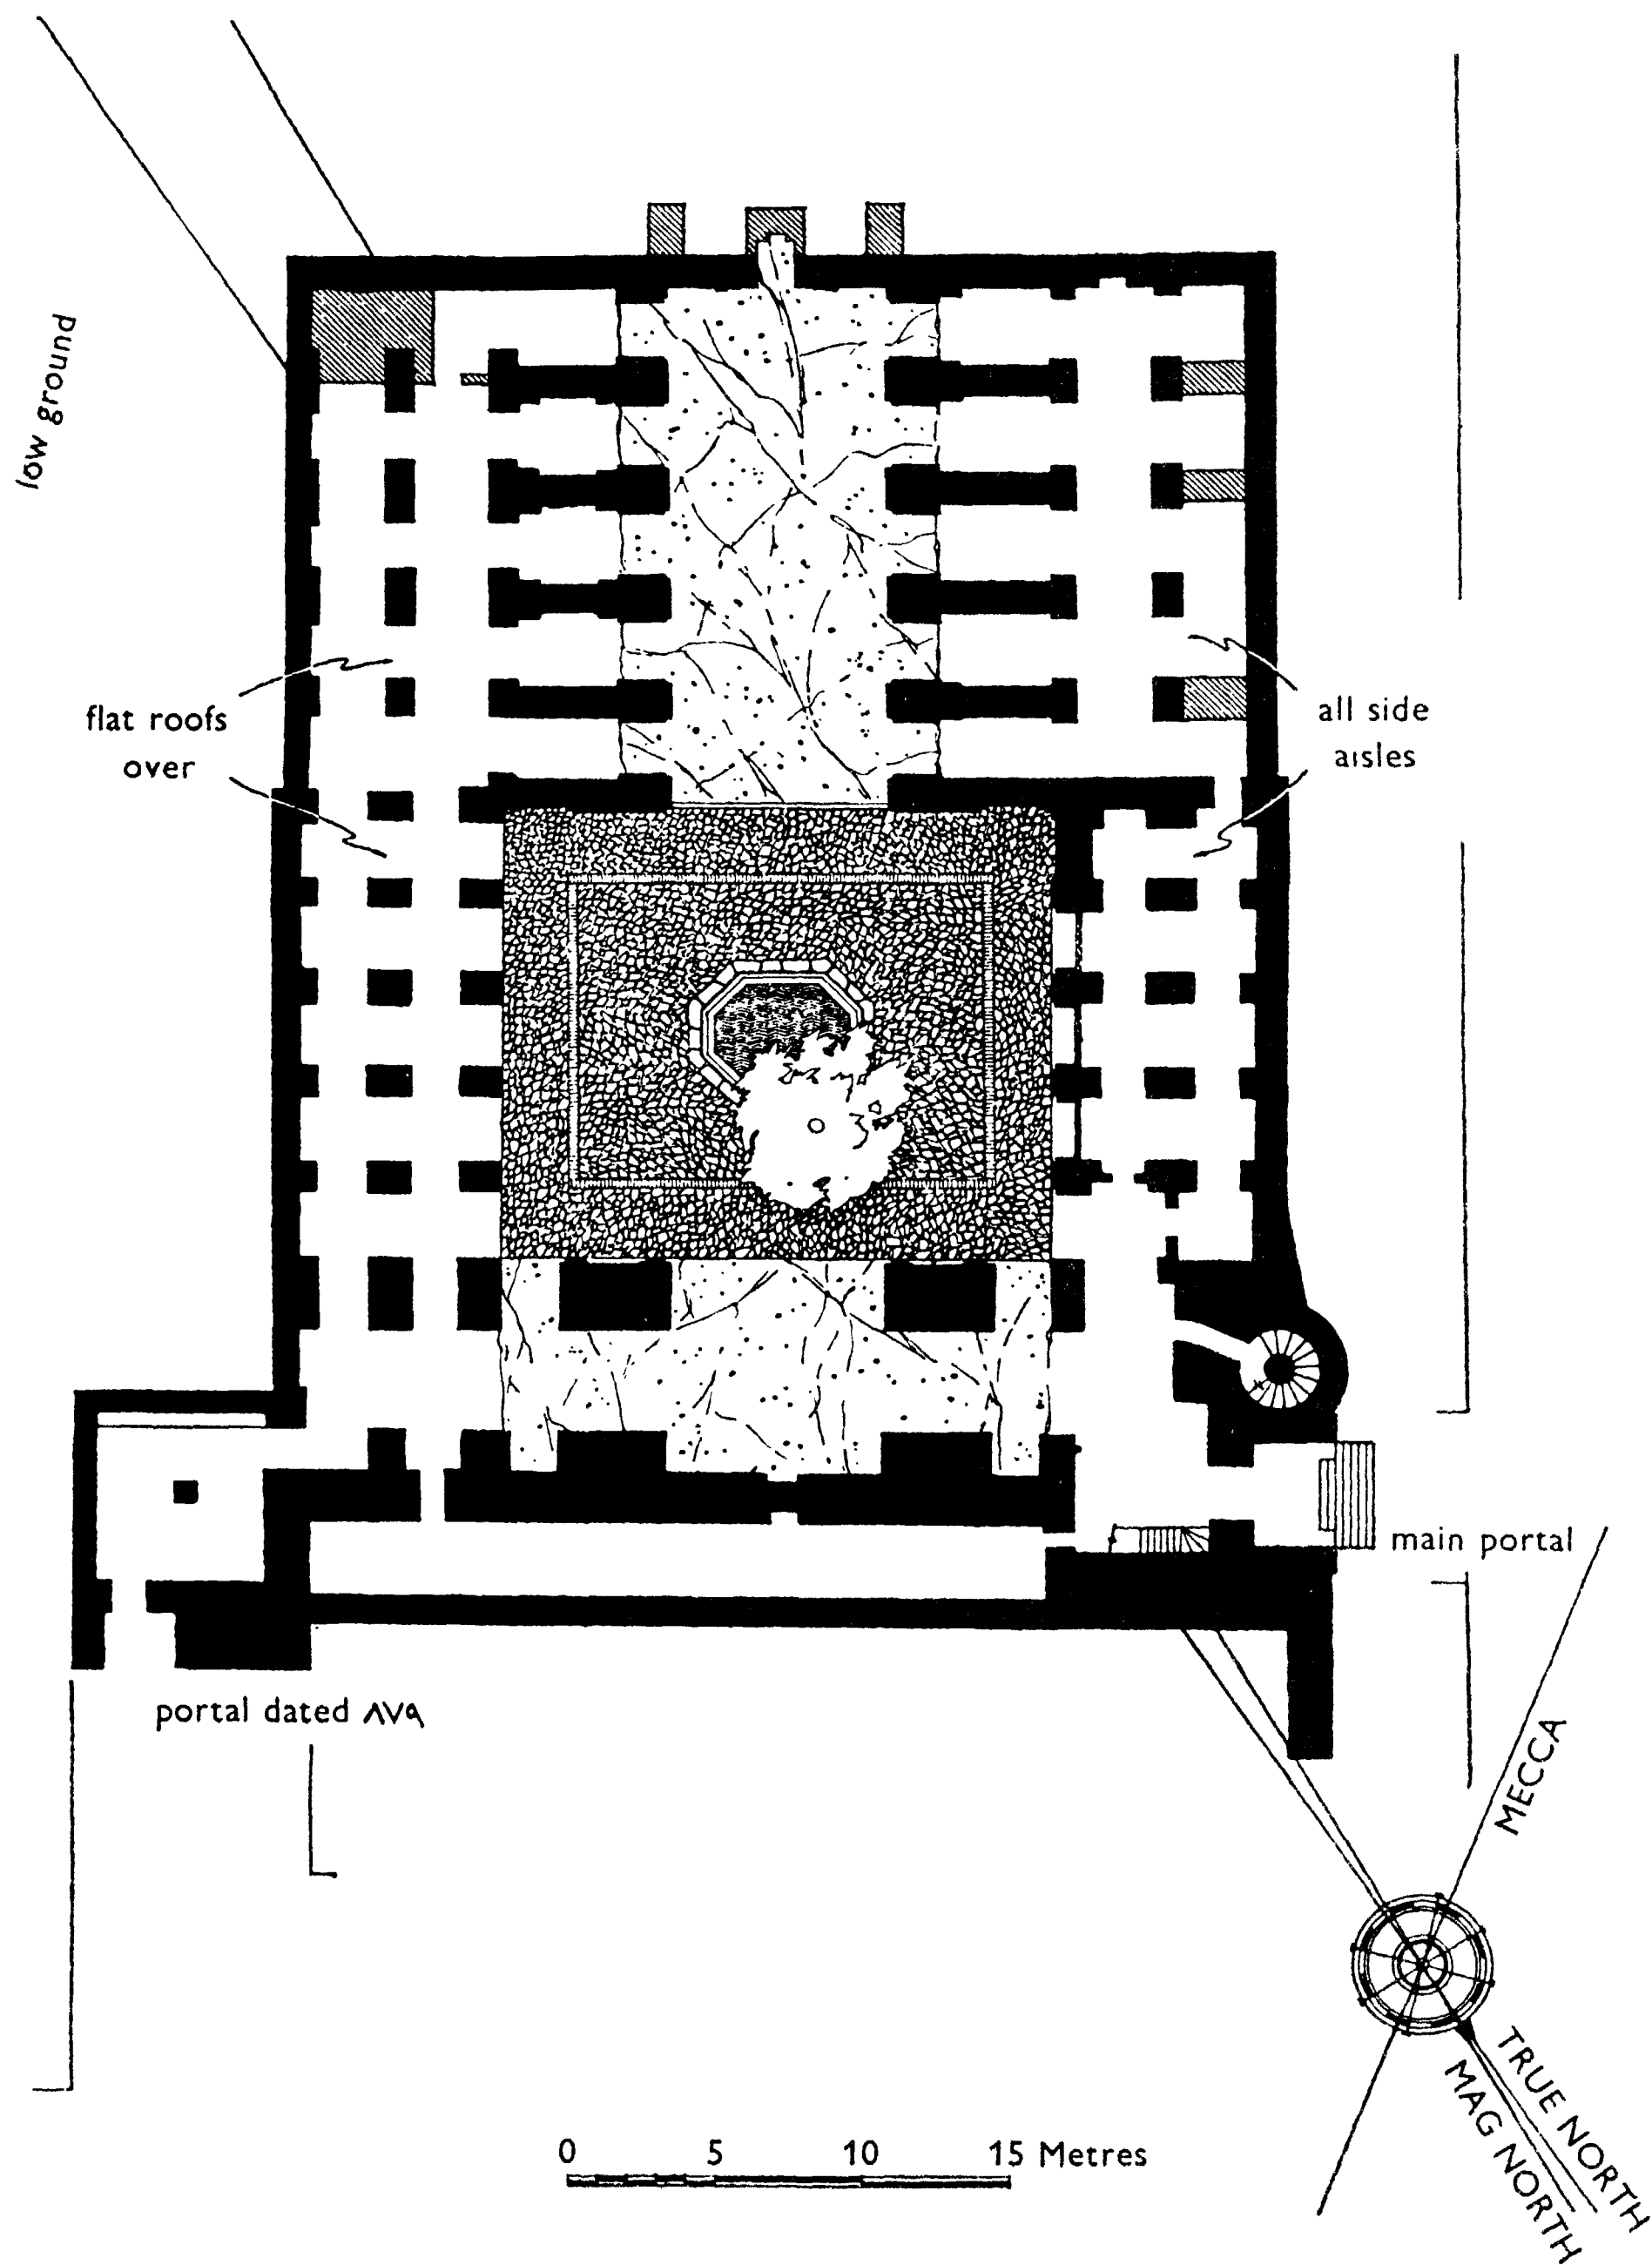 low ground
flat roofs
over
all side
aisles
main portal
portal dated ٨٧٩
MECCA
TRUE NORTH
MAG NORTH
0 5 10 15 Metres